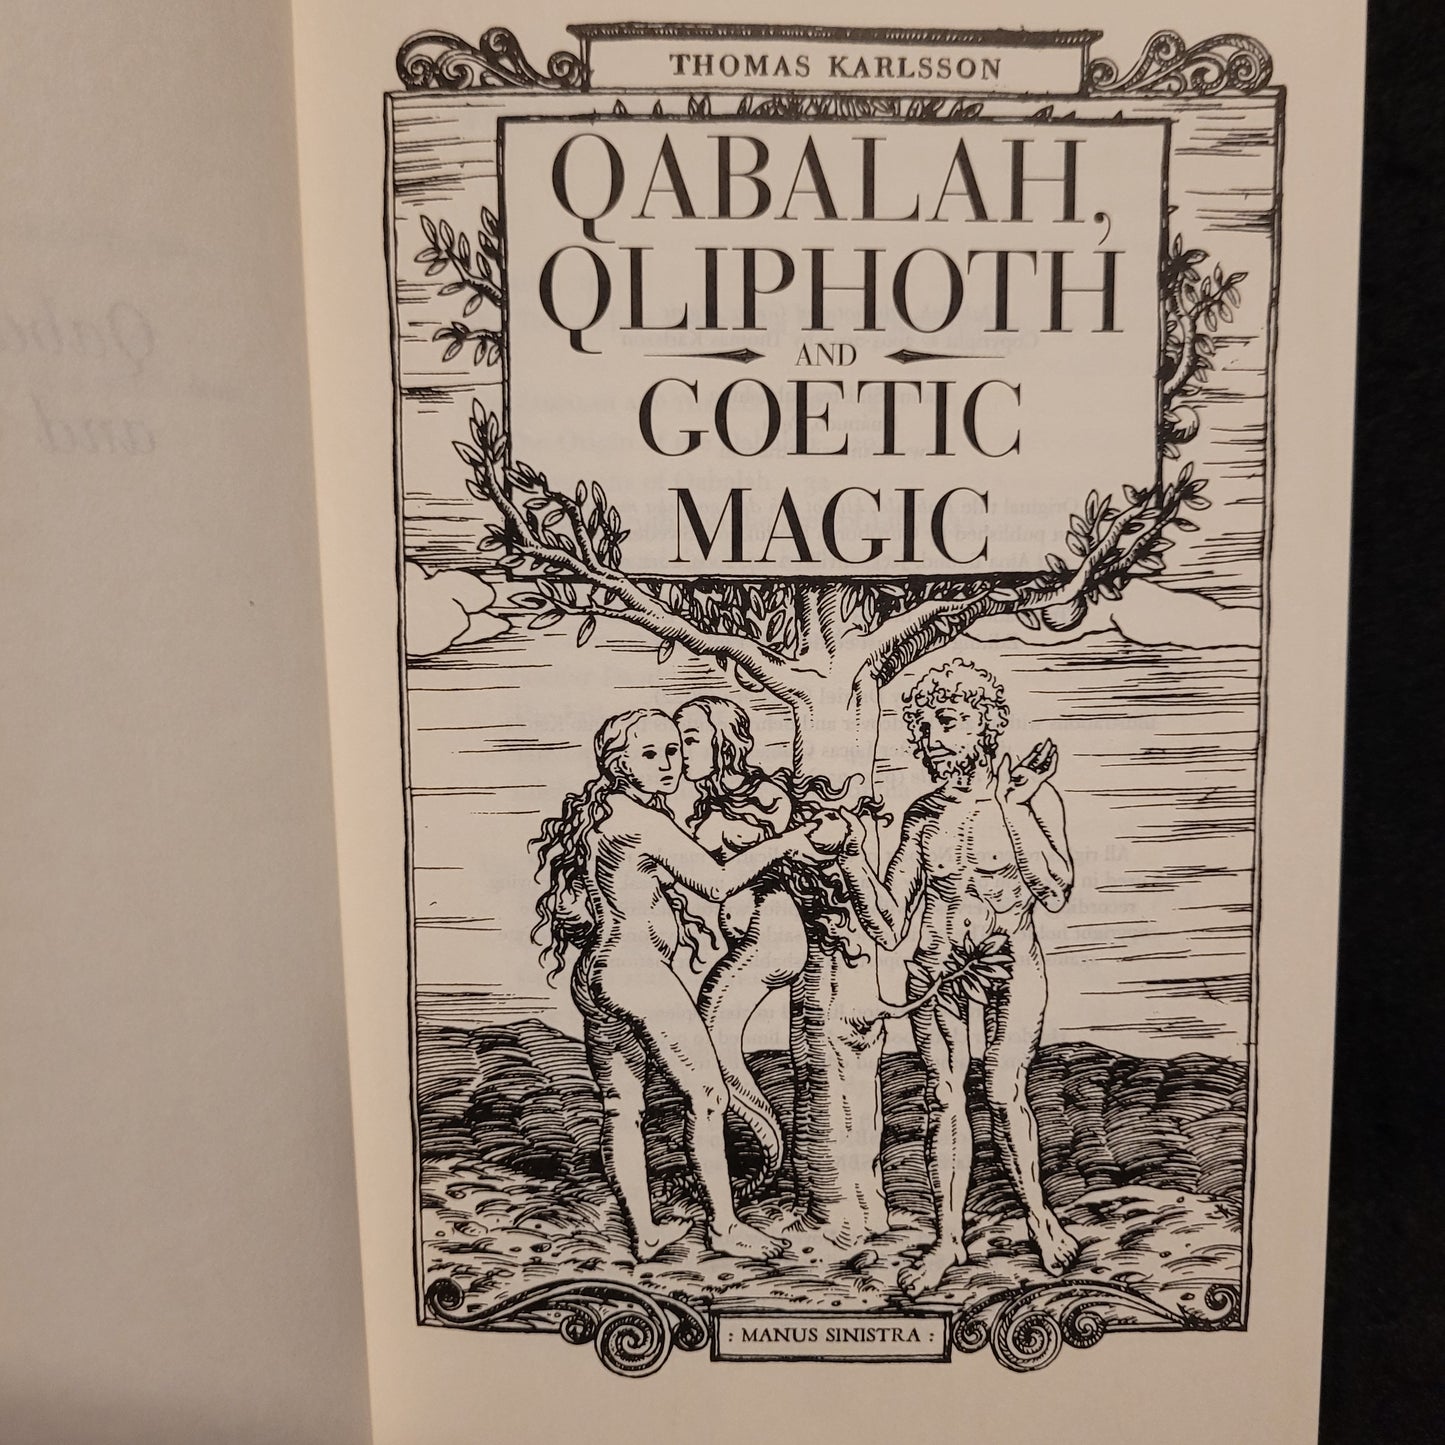 THOMAS KARLSSON
QABALAH,
QLIPHOTH
AND
GOETIC
MAGIC
: MANUS SINISTRA :